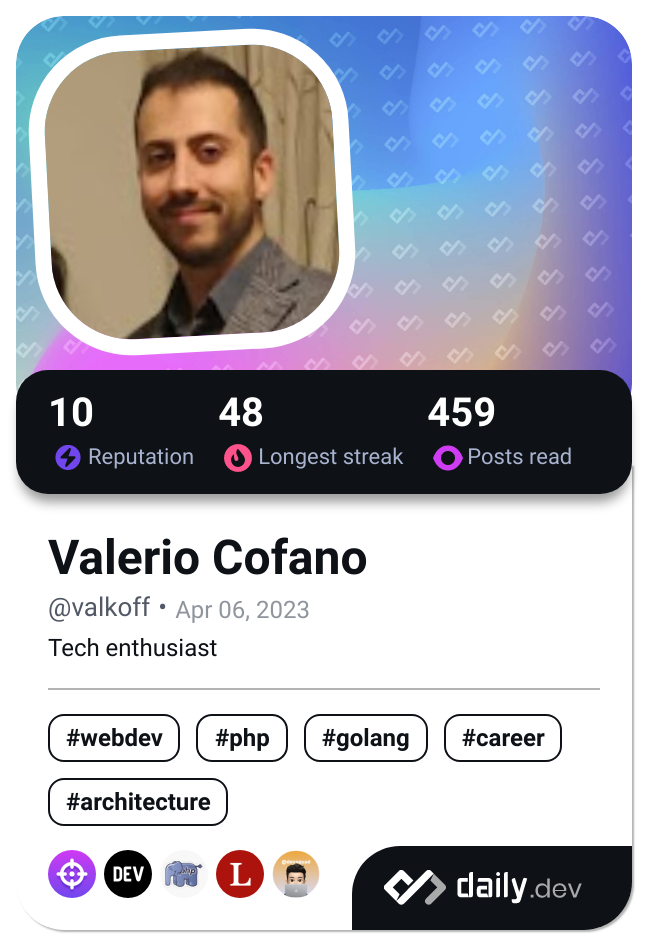 10 48 459
Reputation Longest streak Posts read
Valerio Cofano
@valkoff • Apr 06, 2023
Tech enthusiast
#webdev #php #golang #career
#architecture
DEV php L
daily.dev